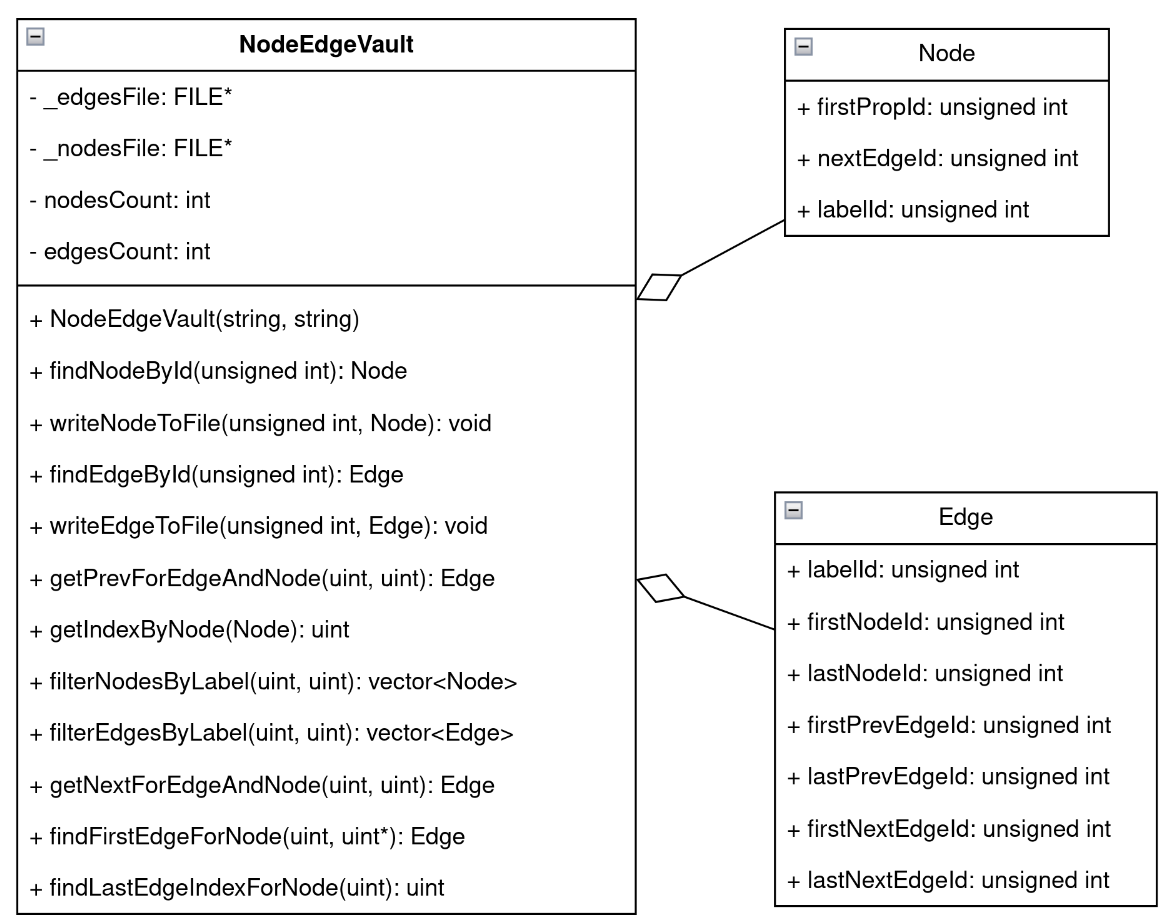 NodeEdgeVault
- _edgesFile: FILE*
- _nodesFile: FILE*
- nodesCount: int
- edgesCount: int
+ NodeEdgeVault(string, string)
+ findNodeById(unsigned int): Node
+ writeNodeToFile(unsigned int, Node): void
+ findEdgeById(unsigned int): Edge
+ writeEdgeToFile(unsigned int, Edge): void
+ getPrevForEdgeAndNode(uint, uint): Edge
+ getIndexByNode(Node): uint
+ filterNodesByLabel(uint, uint): vector<Node>
+ filterEdgesByLabel(uint, uint): vector<Edge>
+ getNextForEdgeAndNode(uint, uint): Edge
+ findFirstEdgeForNode(uint, uint*): Edge
+ findLastEdgeIndexForNode(uint): uint
Node
+ firstPropId: unsigned int
+ nextEdgeId: unsigned int
+ labelId: unsigned int
Edge
+ labelId: unsigned int
+ firstNodeId: unsigned int
+ lastNodeId: unsigned int
+ firstPrevEdgeId: unsigned int
+ lastPrevEdgeId: unsigned int
+ firstNextEdgeId: unsigned int
+ lastNextEdgeId: unsigned int